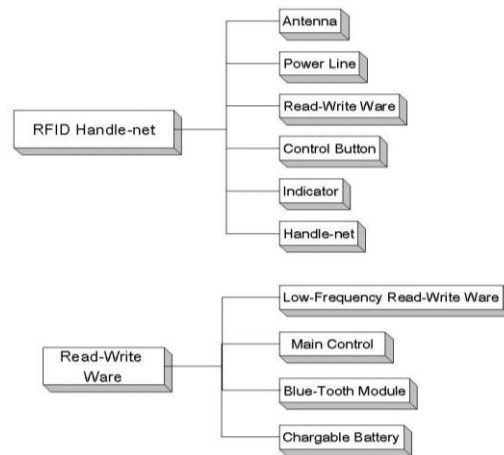 Antenna
Power Line
RFID Handle-net
Read-Write Ware
Control Button
Indicator
Handle-net
Low-Frequency Read-Write Ware
Read-Write
Ware
Main Control
Blue-Tooth Module
Chargable Battery